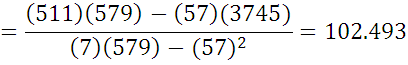 = (511)(579) − (57)(3745) / (7)(579) − (57)² = 102.493